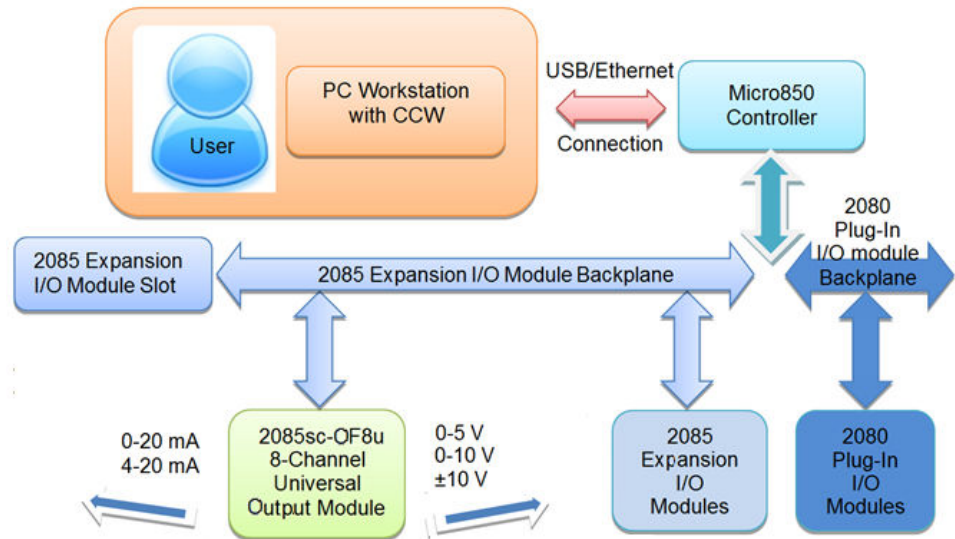 User
PC Workstation
with CCW
USB/Ethernet
Connection
Micro850
Controller
2080
Plug-In
I/O module
Backplane
2085 Expansion
I/O Module Slot
2085 Expansion I/O Module Backplane
0-20 mA
4-20 mA
2085sc-OF8u
8-Channel
Universal
Output Module
0-5 V
0-10 V
±10 V
2085
Expansion
I/O
Modules
2080
Plug-In
I/O
Modules